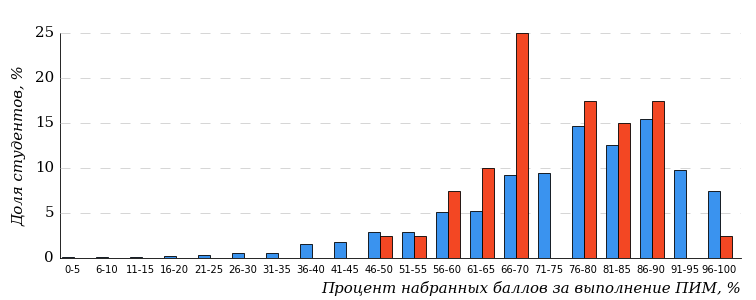 25
20
15
10
5
0
Доля студентов, %
0-5 6-10 11-15 16-20 21-25 26-30 31-35 36-40 41-45 46-50 51-55 56-60 61-65 66-70 71-75 76-80 81-85 86-90 91-95 96-100
Процент набранных баллов за выполнение ПИМ, %